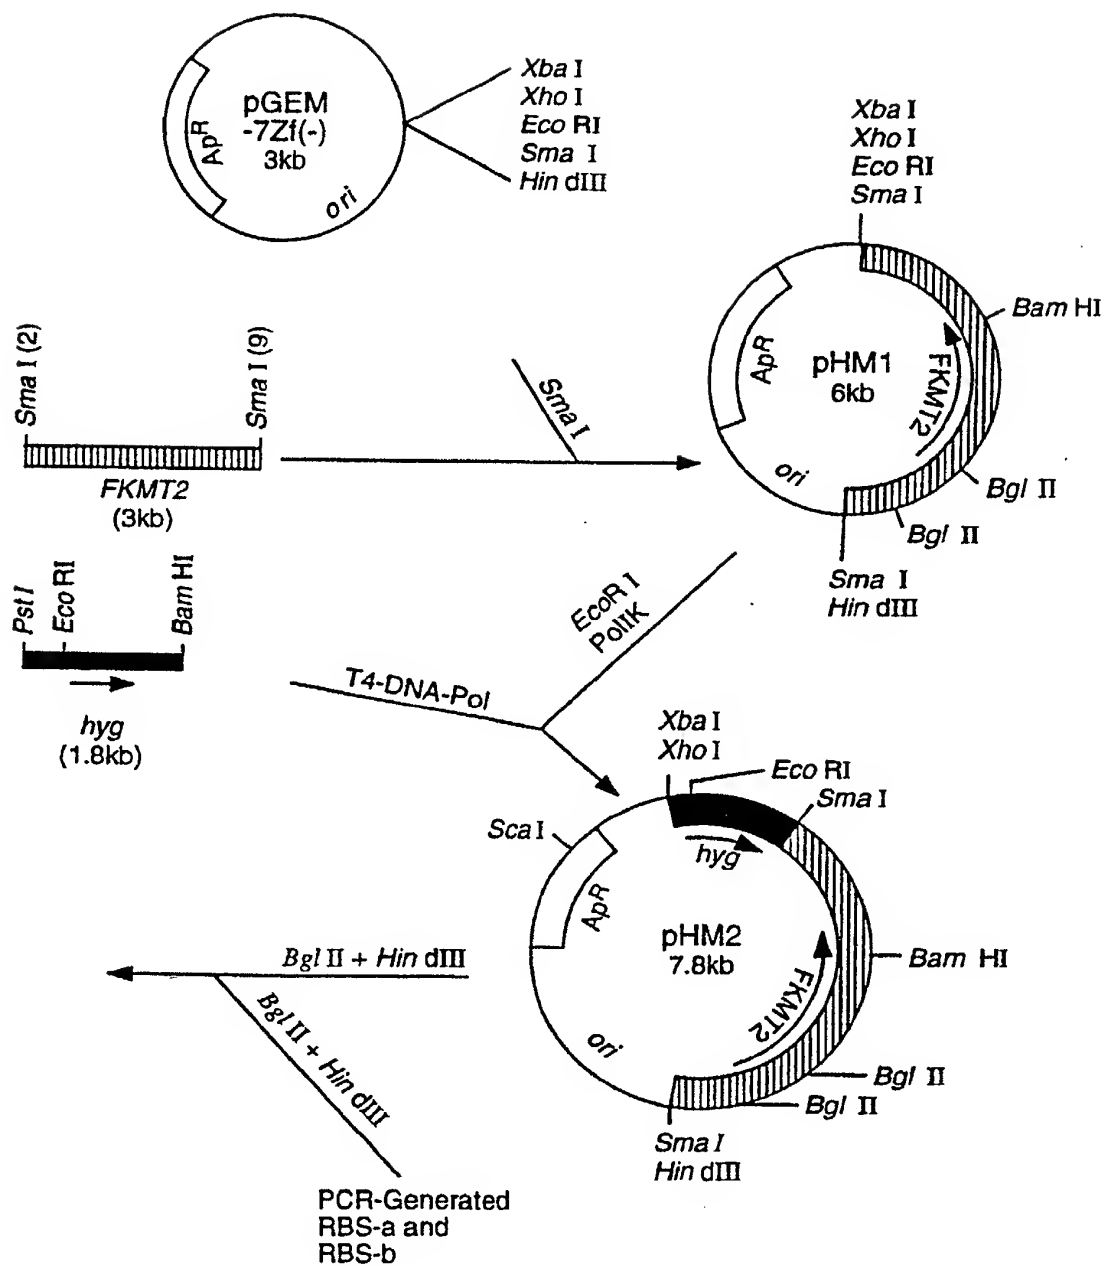 pGEM
-7Zf(-)
3kb
ApR
ori
Xba I
Xho I
Eco RI
Sma I
Hin dIII
Xba I
Xho I
Eco RI
Sma I
Bam HI
ApR
pHM1
6kb
FKMT2
ori
Bgl II
Bgl II
Sma I
Hin dIII
Sma I (2)
Sma I (9)
FKMT2
(3kb)
Sma I
Pst I
Eco RI
Bam HI
hyg
(1.8kb)
EcoR I
PolIK
T4-DNA-Pol
Xba I
Xho I
Eco RI
Sma I
Sca I
hyg
ApR
pHM2
7.8kb
Bam HI
FKMT2
ori
Bgl II
Bgl II
Sma I
Hin dIII
Bgl II + Hin dIII
Bgl II + Hin dIII
PCR-Generated
RBS-a and
RBS-b